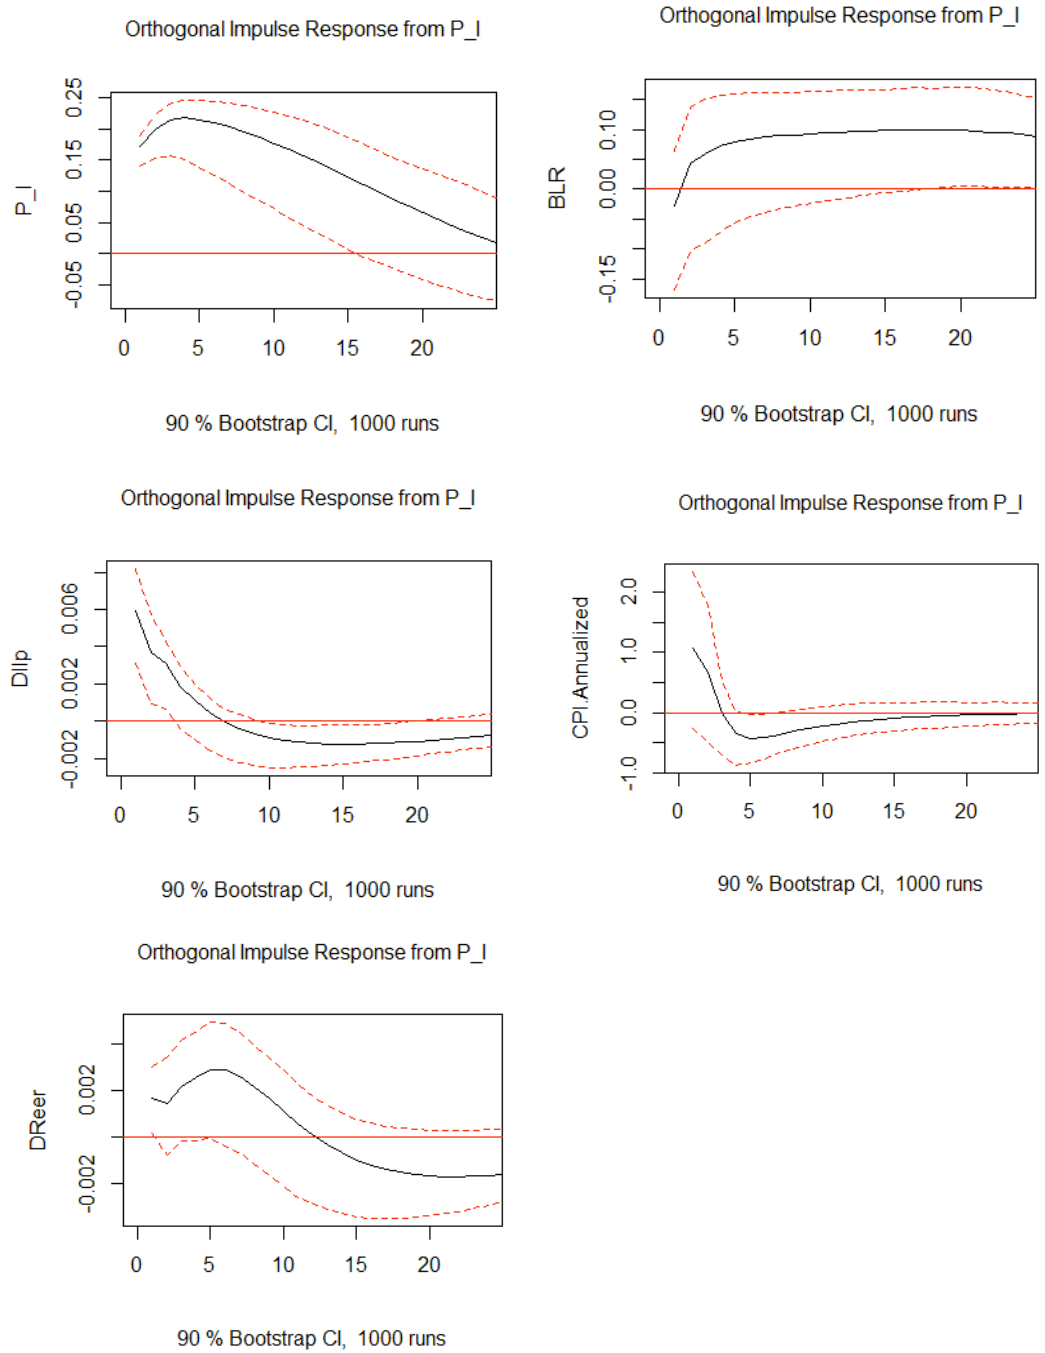 Orthogonal Impulse Response from P_I
P_I
0.25
0.15
0.05
-0.05
0 5 10 15 20
90 % Bootstrap CI, 1000 runs
Orthogonal Impulse Response from P_I
BLR
0.10
0.00
-0.15
0 5 10 15 20
90 % Bootstrap CI, 1000 runs
Orthogonal Impulse Response from P_I
DIIp
0.006
0.002
-0.002
0 5 10 15 20
90 % Bootstrap CI, 1000 runs
Orthogonal Impulse Response from P_I
CPI.Annualized
2.0
1.0
0.0
-1.0
0 5 10 15 20
90 % Bootstrap CI, 1000 runs
Orthogonal Impulse Response from P_I
DReer
0.002
-0.002
0 5 10 15 20
90 % Bootstrap CI, 1000 runs